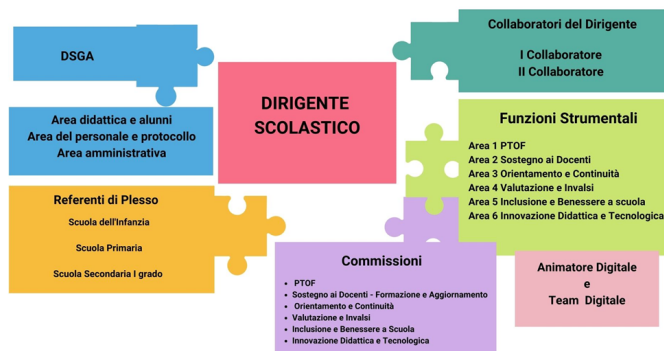 DSGA
Area didattica e alunni
Area del personale e protocollo
Area amministrativa
Referenti di Plesso
Scuola dell'Infanzia
Scuola Primaria
Scuola Secondaria I grado
DIRIGENTE
SCOLASTICO
Collaboratori del Dirigente
I Collaboratore
II Collaboratore
Funzioni Strumentali
Area 1 PTOF
Area 2 Sostegno ai Docenti
Area 3 Orientamento e Continuità
Area 4 Valutazione e Invalsi
Area 5 Inclusione e Benessere a scuola
Area 6 Innovazione Didattica e Tecnologica
Commissioni
• PTOF
• Sostegno ai Docenti - Formazione e Aggiornamento
• Orientamento e Continuità
• Valutazione e Invalsi
• Inclusione e Benessere a Scuola
• Innovazione Didattica e Tecnologica
Animatore Digitale
e
Team Digitale